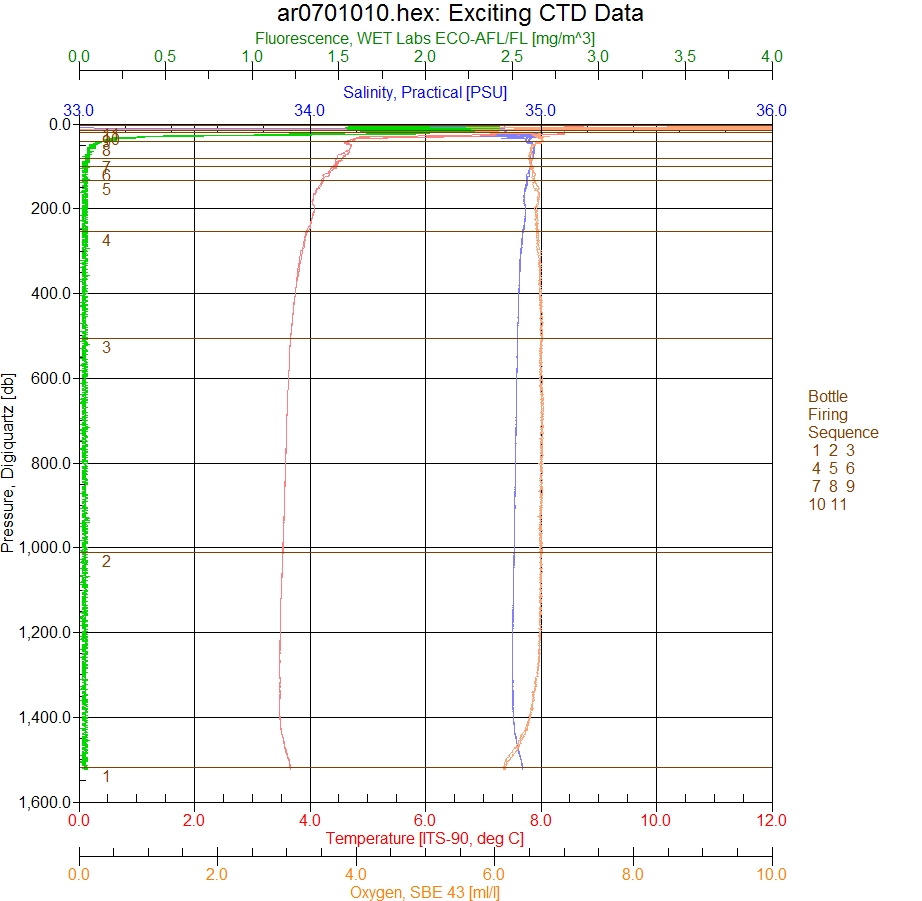 ar0701010.hex: Exciting CTD Data
Fluorescence, WET Labs ECO-AFL/FL [mg/m^3]
0.0 0.5 1.0 1.5 2.0 2.5 3.0 3.5 4.0
Salinity, Practical [PSU]
33.0 34.0 35.0 36.0
0.0
8
7
6
5
200.0
4
400.0
3
600.0
800.0
1,000.0
2
1,200.0
1,400.0
1
1,600.0
Pressure, Digiquartz [db]
Bottle
Firing
Sequence
1 2 3
4 5 6
7 8 9
10 11
0.0 2.0 4.0 6.0 8.0 10.0 12.0
Temperature [ITS-90, deg C]
0.0 2.0 4.0 6.0 8.0 10.0
Oxygen, SBE 43 [ml/l]